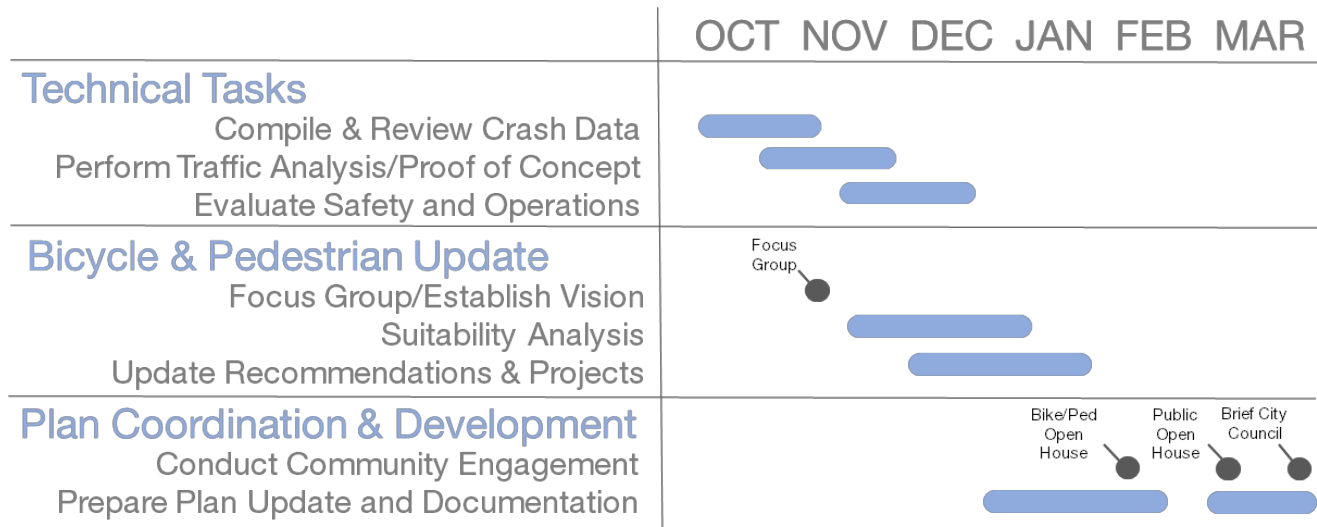 OCT NOV DEC JAN FEB MAR
Technical Tasks
Compile & Review Crash Data
Perform Traffic Analysis/Proof of Concept
Evaluate Safety and Operations
Bicycle & Pedestrian Update
Focus
Group
Focus Group/Establish Vision
Suitability Analysis
Update Recommendations & Projects
Plan Coordination & Development
Bike/Ped
Open
House
Public
Open
House
Brief City
Council
Conduct Community Engagement
Prepare Plan Update and Documentation